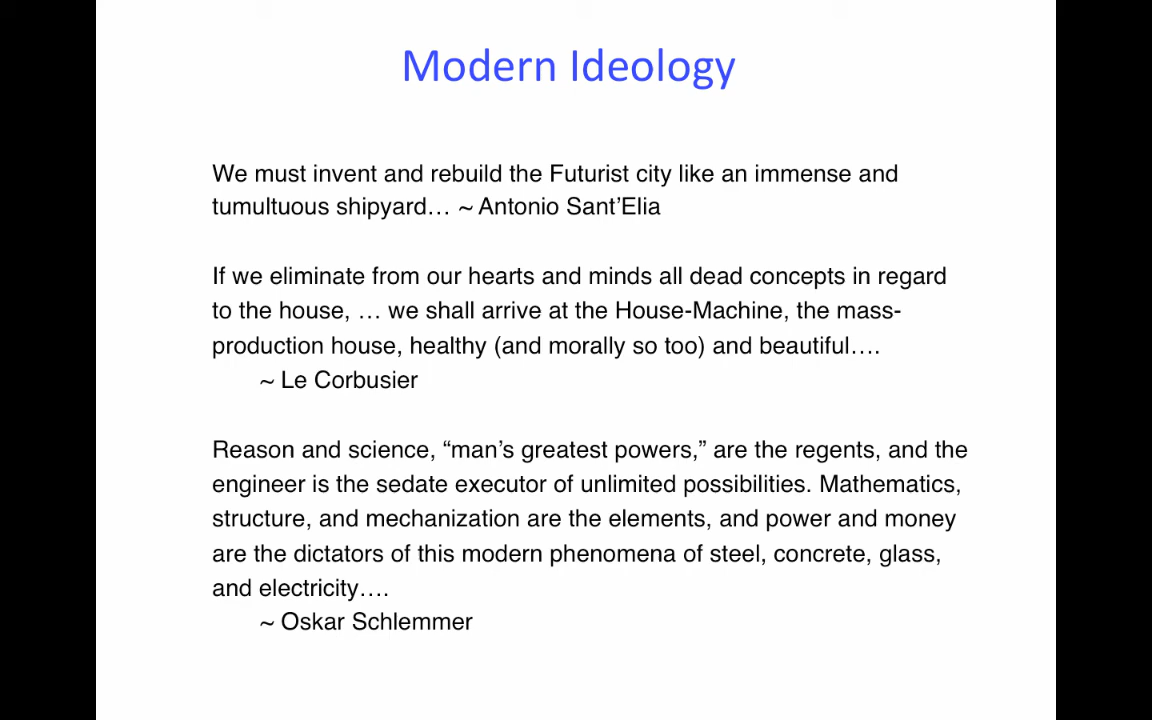 Modern Ideology
We must invent and rebuild the Futurist city like an immense and
tumultuous shipyard… ~ Antonio Sant’Elia
If we eliminate from our hearts and minds all dead concepts in regard
to the house, … we shall arrive at the House-Machine, the mass-
production house, healthy (and morally so too) and beautiful….
~ Le Corbusier
Reason and science, “man’s greatest powers,” are the regents, and the
engineer is the sedate executor of unlimited possibilities. Mathematics,
structure, and mechanization are the elements, and power and money
are the dictators of this modern phenomena of steel, concrete, glass,
and electricity….
~ Oskar Schlemmer